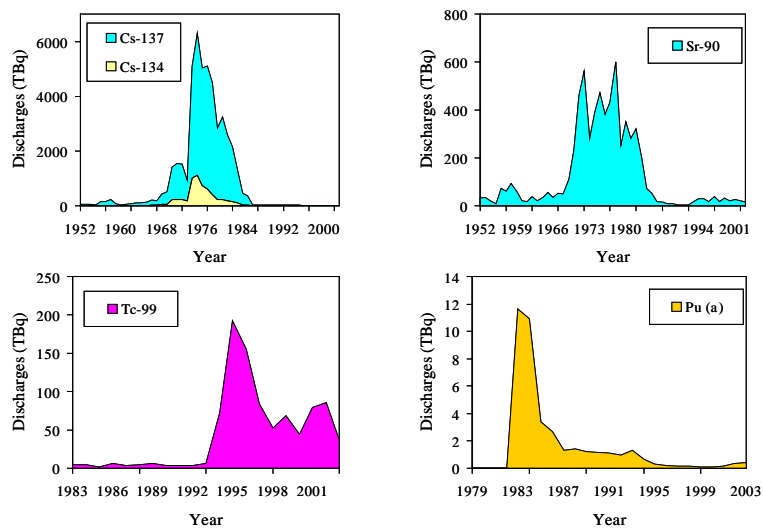 Discharges (TBq)
6000
4000
2000
0
Cs-137
Cs-134
1952 1960 1968 1972 1984 1992 2000
Year
Discharges (TBq)
800
600
400
200
0
Sr-90
1952 1959 1966 1973 1980 1987 1994 2001
Year
Discharges (TBq)
250
200
150
100
50
0
Tc-99
1983 1986 1989 1992 1995 1998 2001
Year
Discharges (TBq)
14
12
10
8
6
4
2
0
Pu (a)
1979 1983 1987 1991 1995 1999 2003
Year